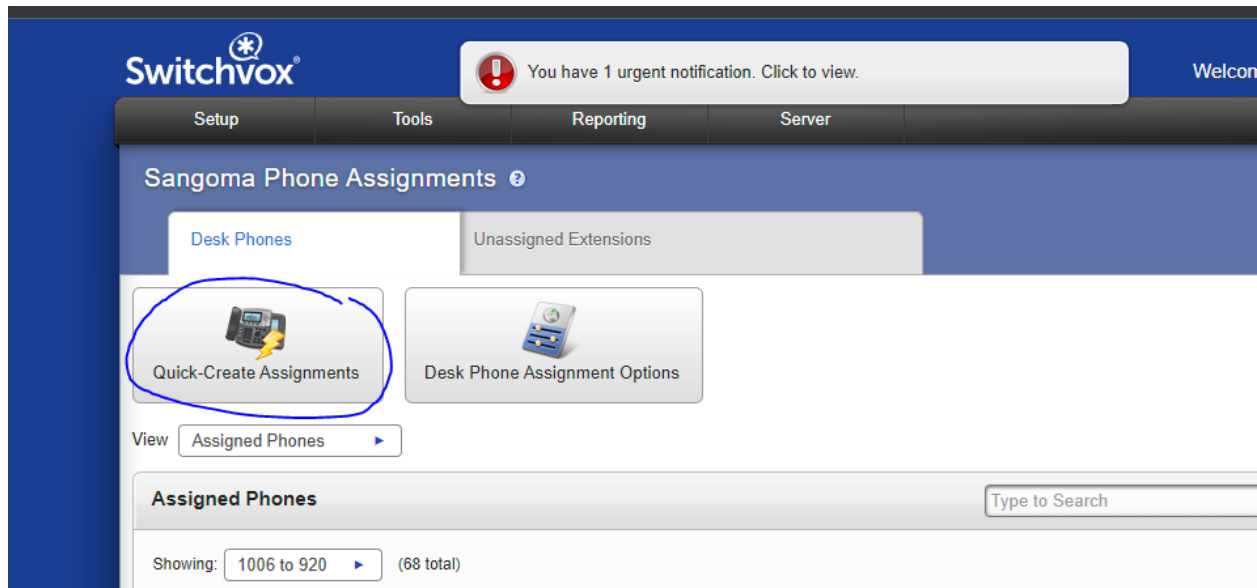 Switchvox®
You have 1 urgent notification. Click to view.
Welcom
Setup Tools Reporting Server
Sangoma Phone Assignments ?
Desk Phones Unassigned Extensions
Quick-Create Assignments Desk Phone Assignment Options
View Assigned Phones
Assigned Phones Type to Search
Showing: 1006 to 920 (68 total)